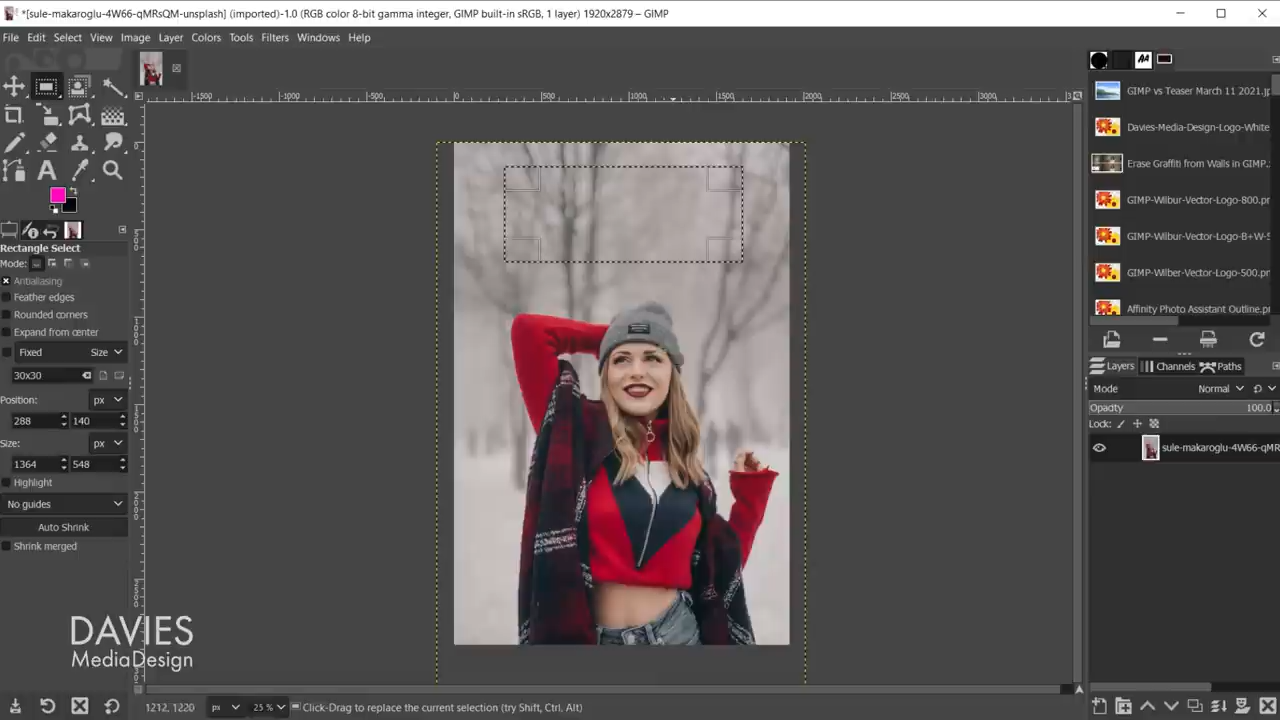 *[sule-makaroglu-4W66-qMRsQM-unsplash] (imported)-1.0 (RGB color 8-bit gamma integer, GIMP built-in sRGB, 1 layer) 1920x2879 – GIMP
File Edit Select View Image Layer Colors Tools Filters Windows Help
-1500 -1000 -500 0 500 1000 1500 2000 2500 3000
GIMP vs Teaser March 11 2021.jp
Davies-Media-Design-Logo-White
Erase Graffiti from Walls in GIMP.
GIMP-Wilbur-Vector-Logo-800.pn
GIMP-Wilbur-Vector-Logo-B+W-5
GIMP-Wilber-Vector-Logo-500.pn
Affinity Photo Assistant Outline.pn
Rectangle Select
Mode:
Antialiasing
Feather edges
Rounded corners
Expand from center
Fixed Size
30x30
Position: px
288 140
Size: px
1364 548
Highlight
No guides
Auto Shrink
Shrink merged
Layers Channels Paths
Mode Normal
Opacity 100.0
Lock:
sule-makaroglu-4W66-qMR
DAVIES
MediaDesign
1212, 1220 px 25 % Click-Drag to replace the current selection (try Shift, Ctrl, Alt)